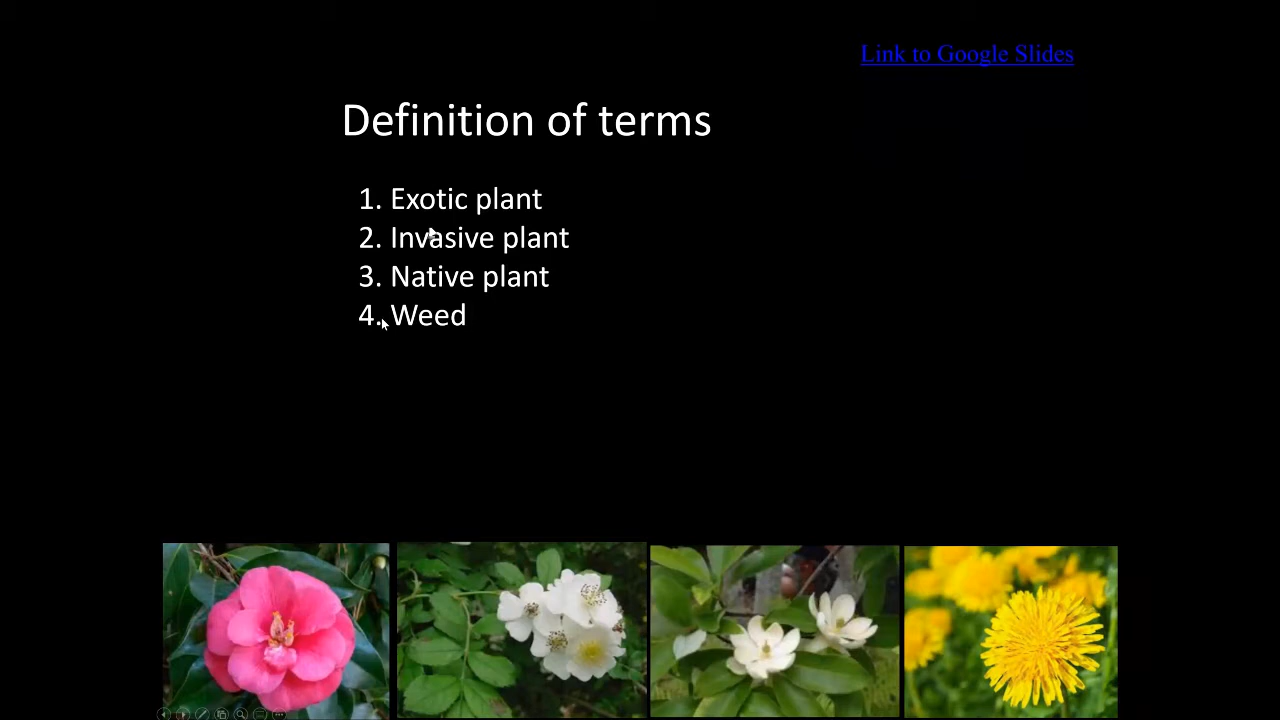 Link to Google Slides
Definition of terms
1. Exotic plant
2. Invasive plant
3. Native plant
4. Weed